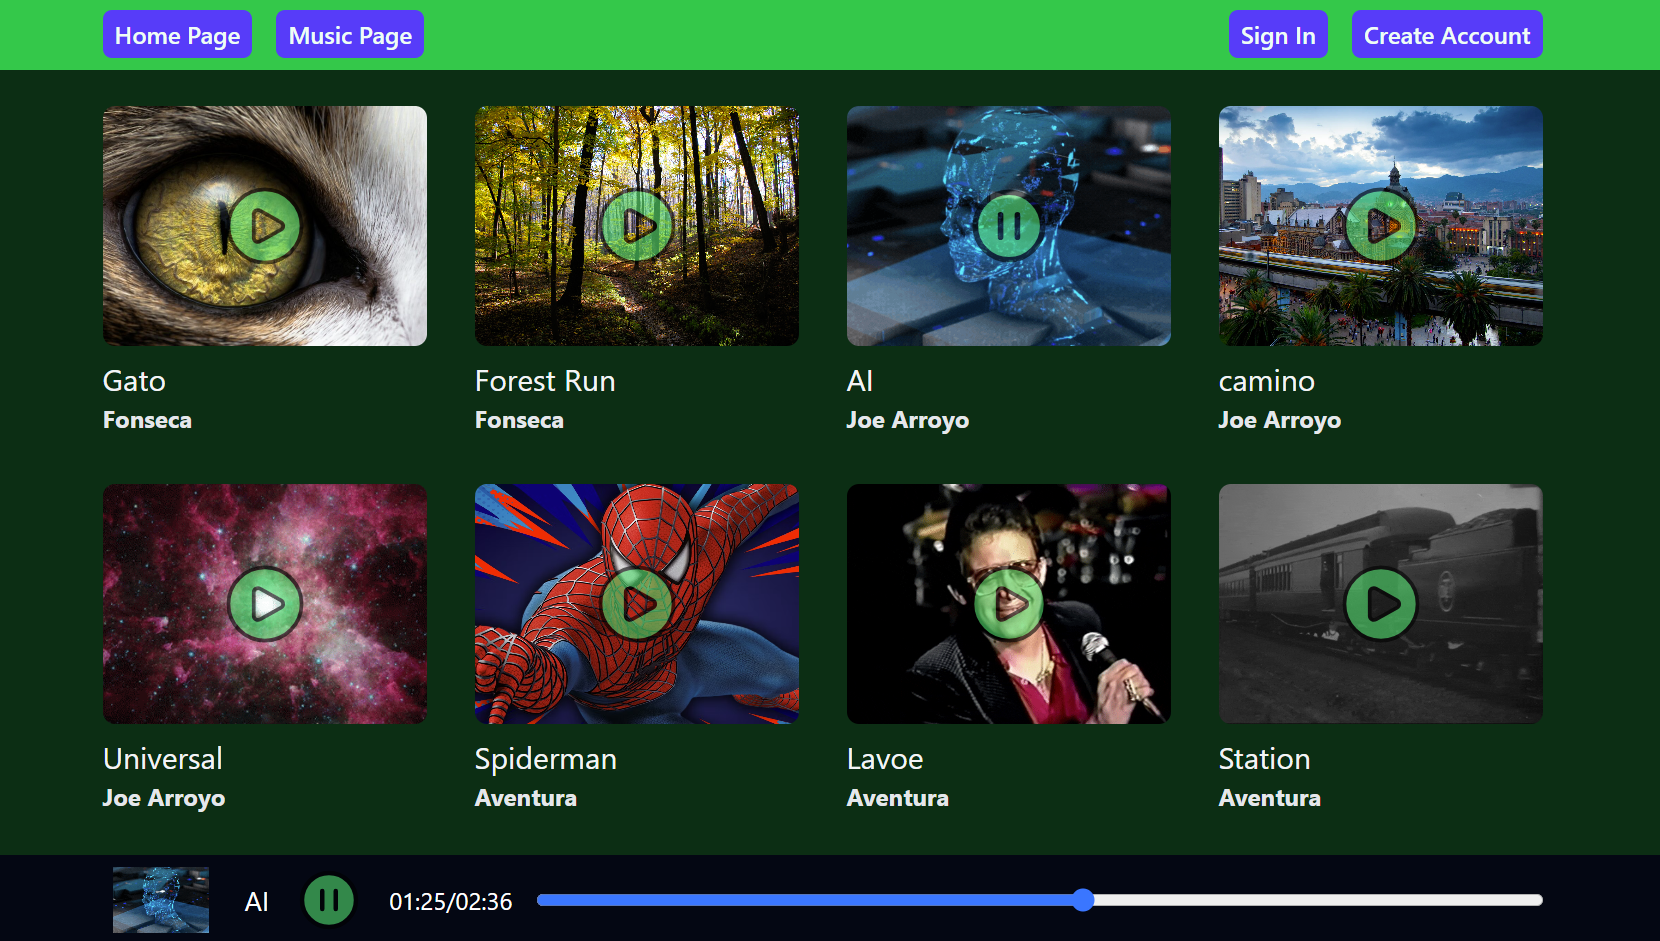 Home Page
Music Page
Sign In
Create Account
Gato
Fonseca
Forest Run
Fonseca
AI
Joe Arroyo
camino
Joe Arroyo
Universal
Joe Arroyo
Spiderman
Aventura
Lavoe
Aventura
Station
Aventura
AI
01:25/02:36